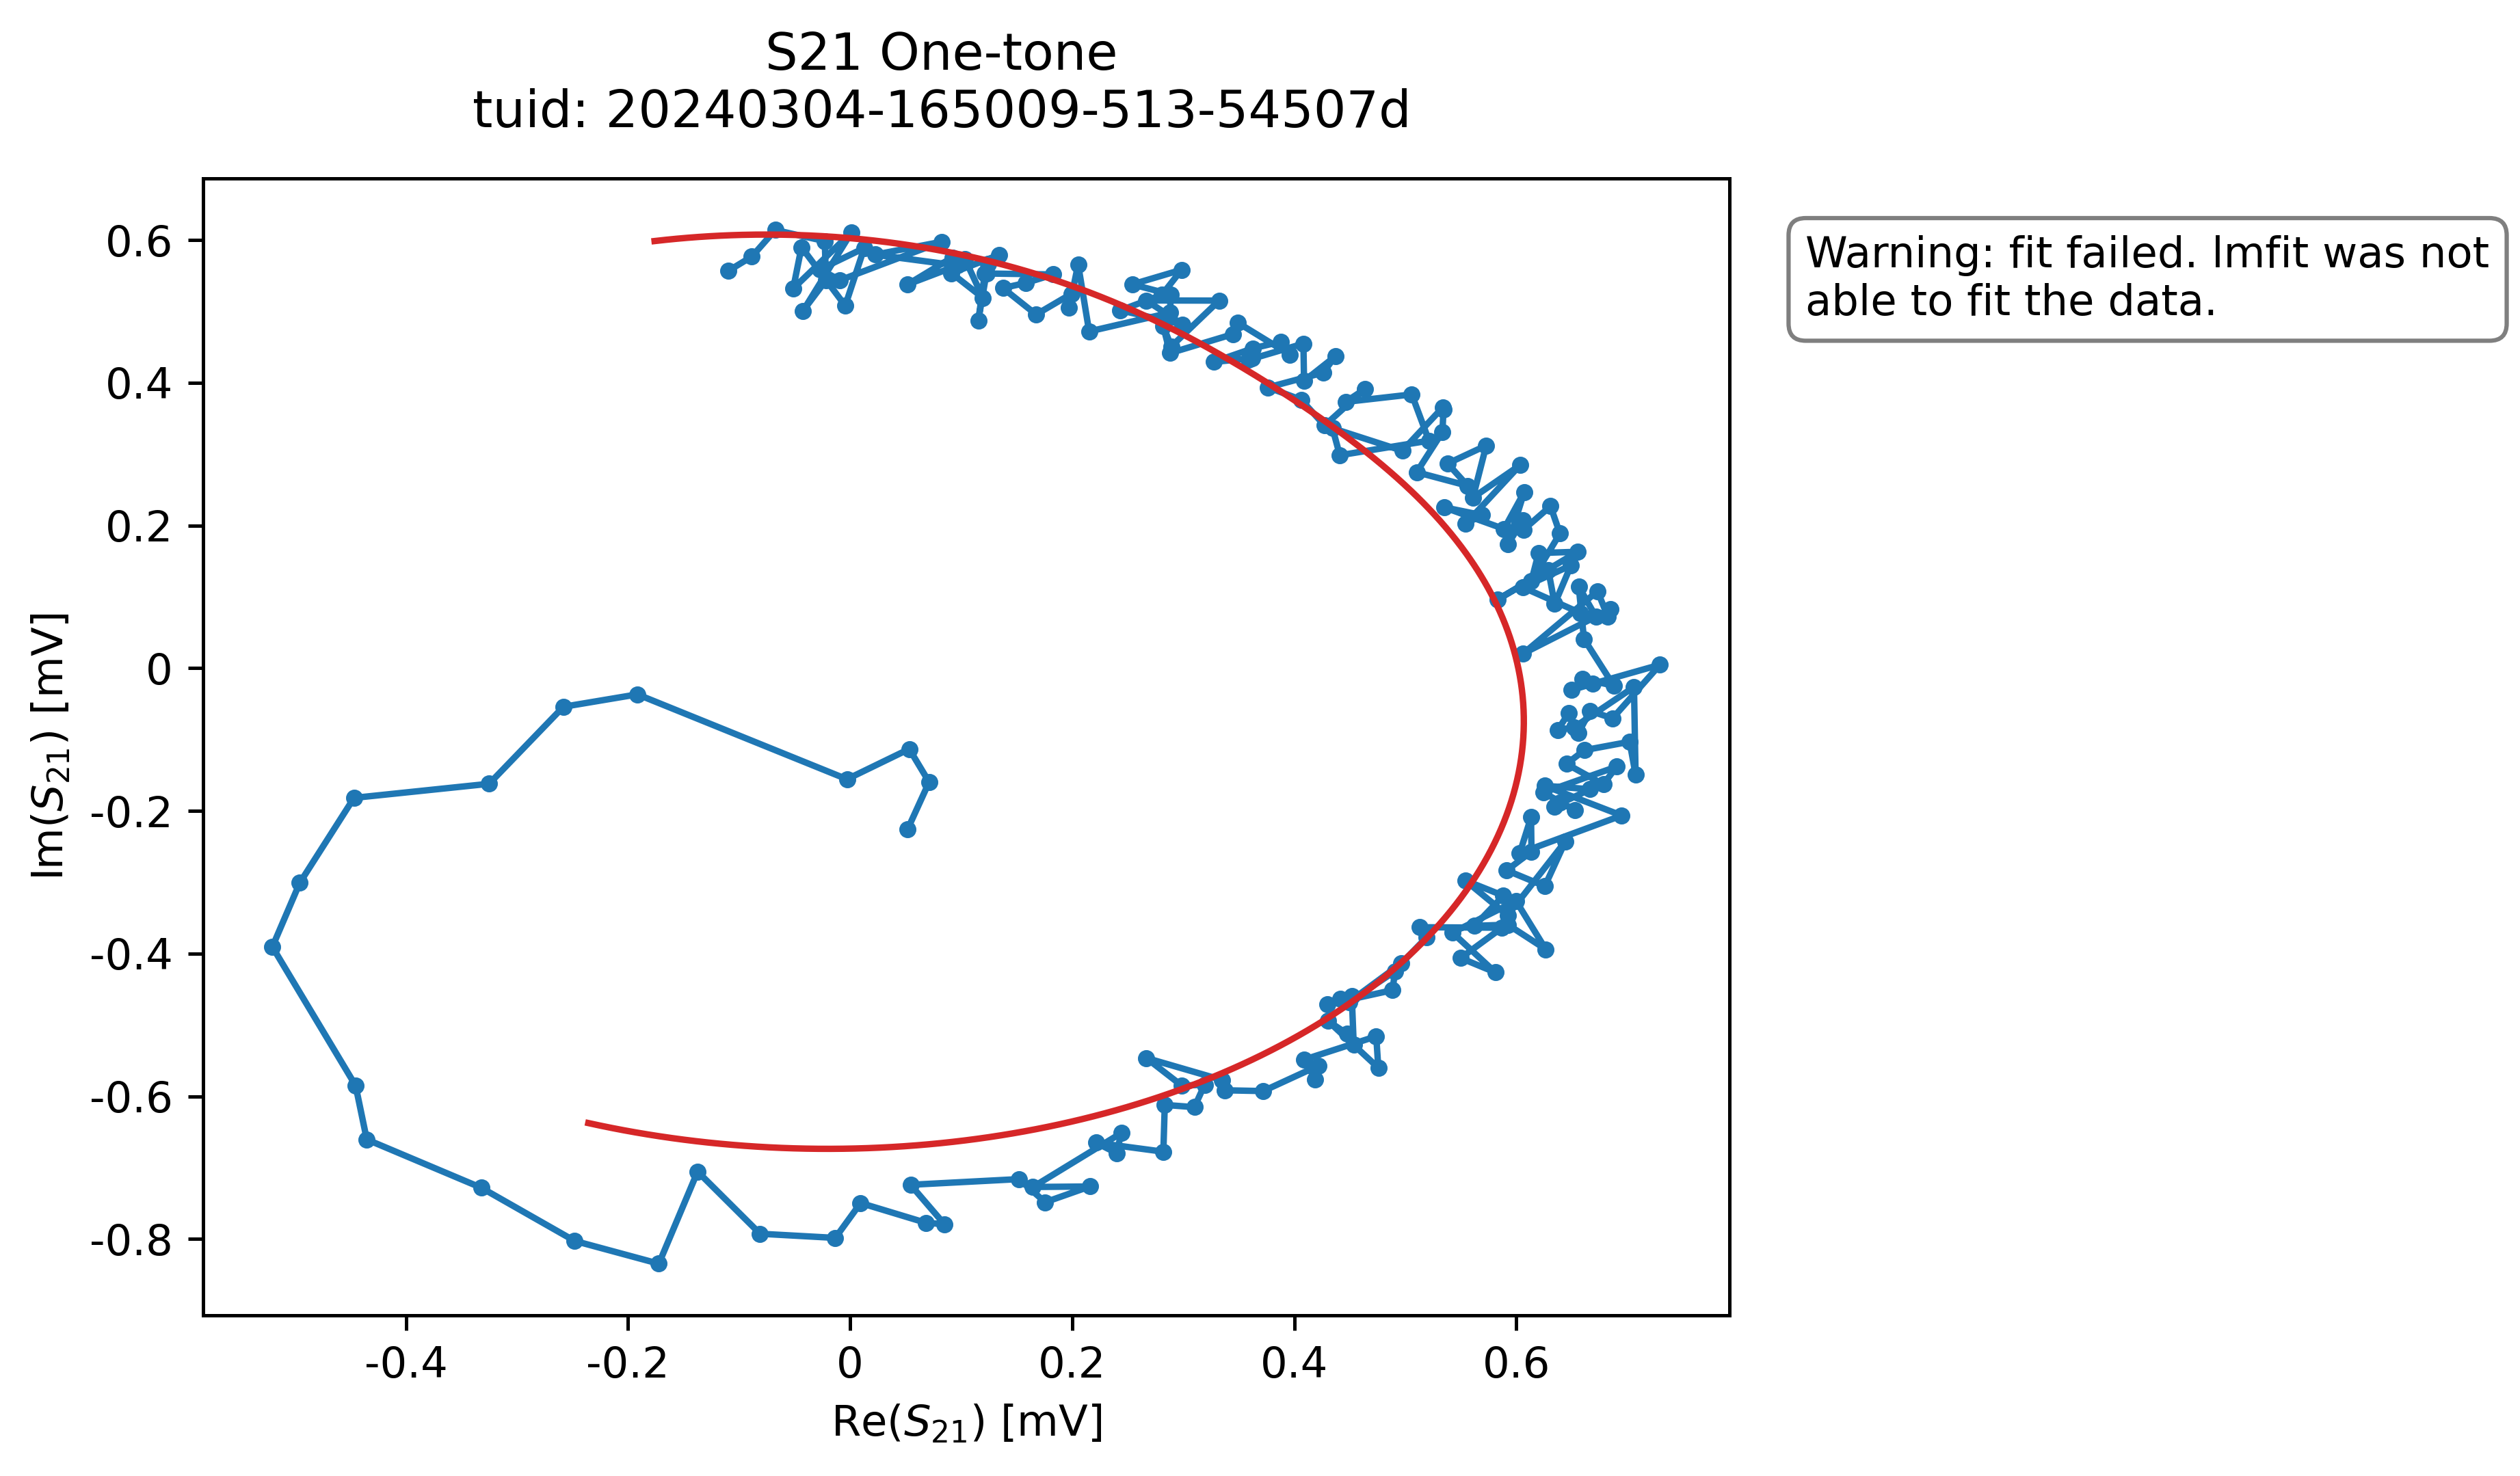 S21 One-tone
tuid: 20240304-165009-513-54507d
Warning: fit failed. lmfit was not
able to fit the data.
0.6
0.4
0.2
0
-0.2
-0.4
-0.6
-0.8
Im(S21) [mV]
-0.4 -0.2 0 0.2 0.4 0.6
Re(S21) [mV]